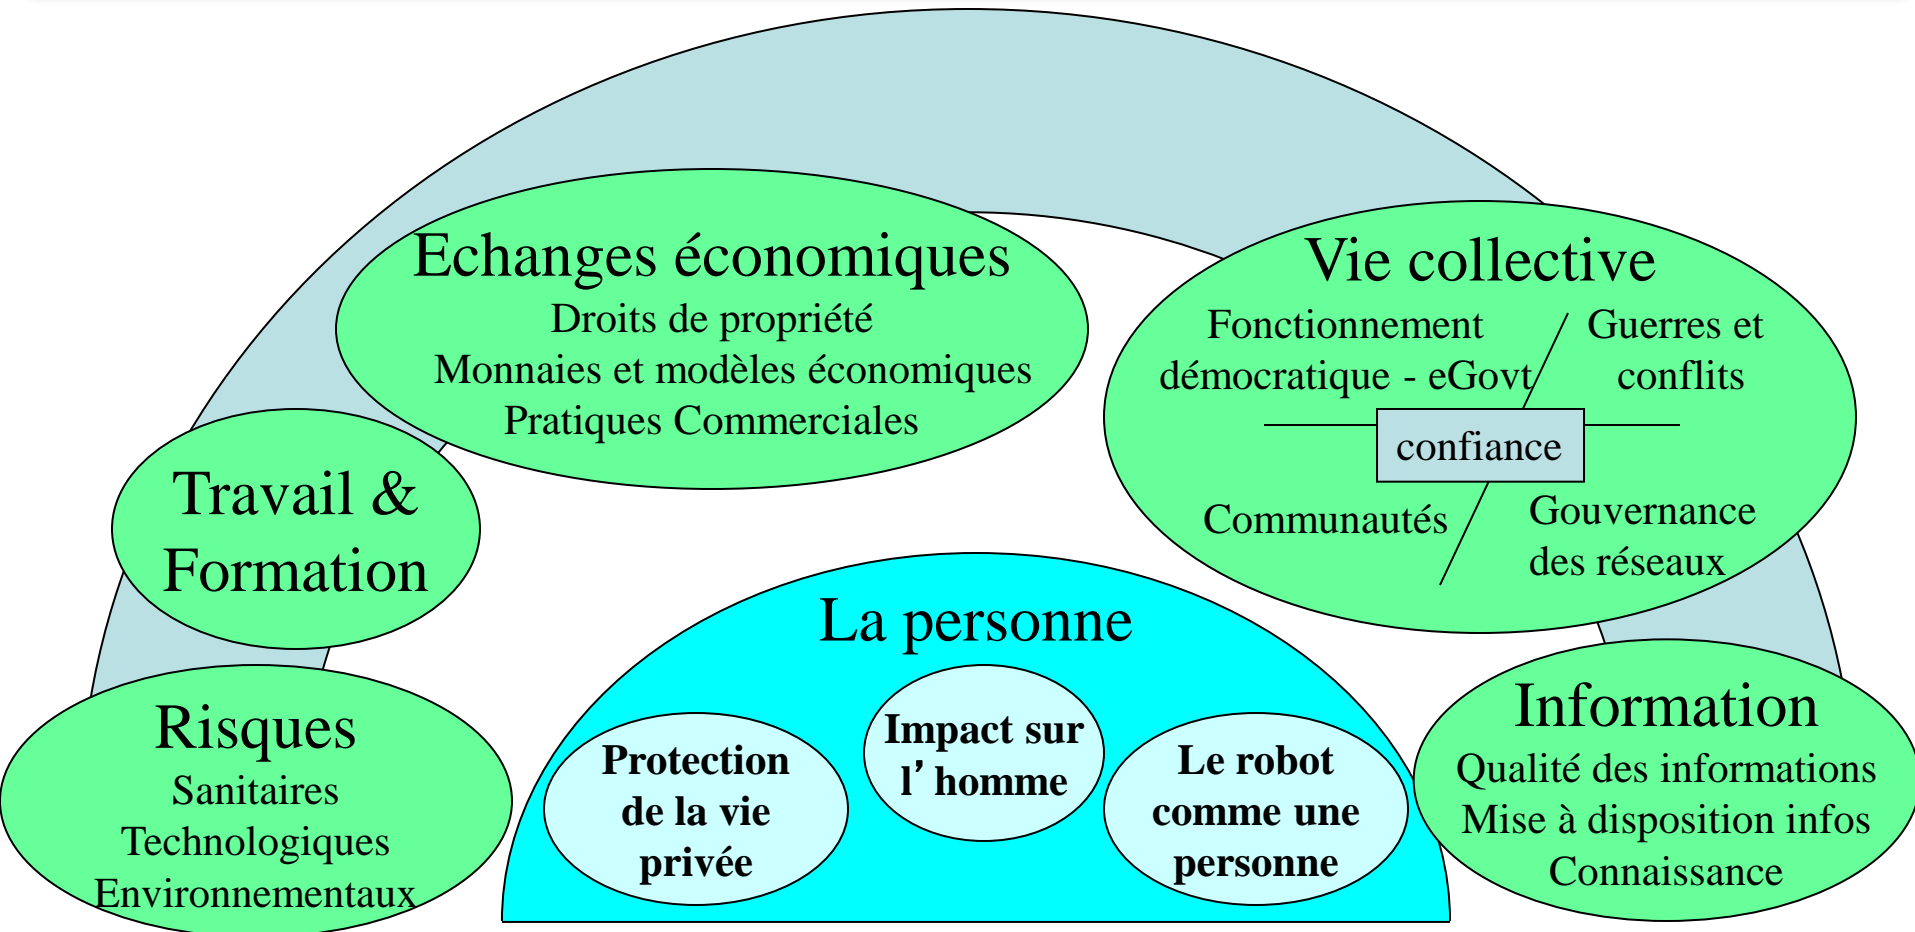 Echanges économiques
Droits de propriété
Monnaies et modèles économiques
Pratiques Commerciales
Vie collective
Fonctionnement
démocratique - eGovt
Guerres et
conflits
confiance
Communautés
Gouvernance
des réseaux
Travail &
Formation
La personne
Protection
de la vie
privée
Impact sur
l’ homme
Le robot
comme une
personne
Risques
Sanitaires
Technologiques
Environnementaux
Information
Qualité des informations
Mise à disposition infos
Connaissance